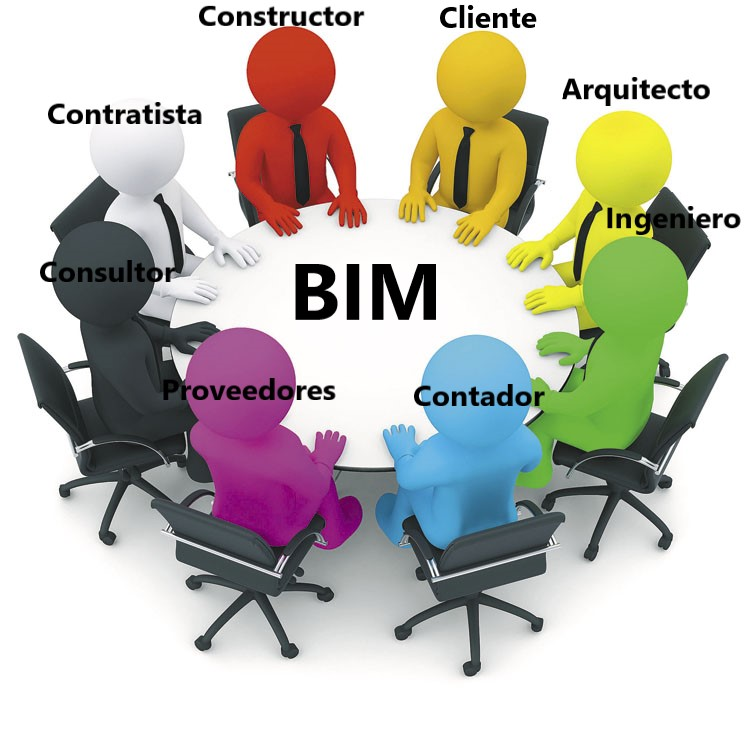 Constructor
Cliente
Arquitecto
Contratista
Ingeniero
Consultor
BIM
Proveedores
Contador